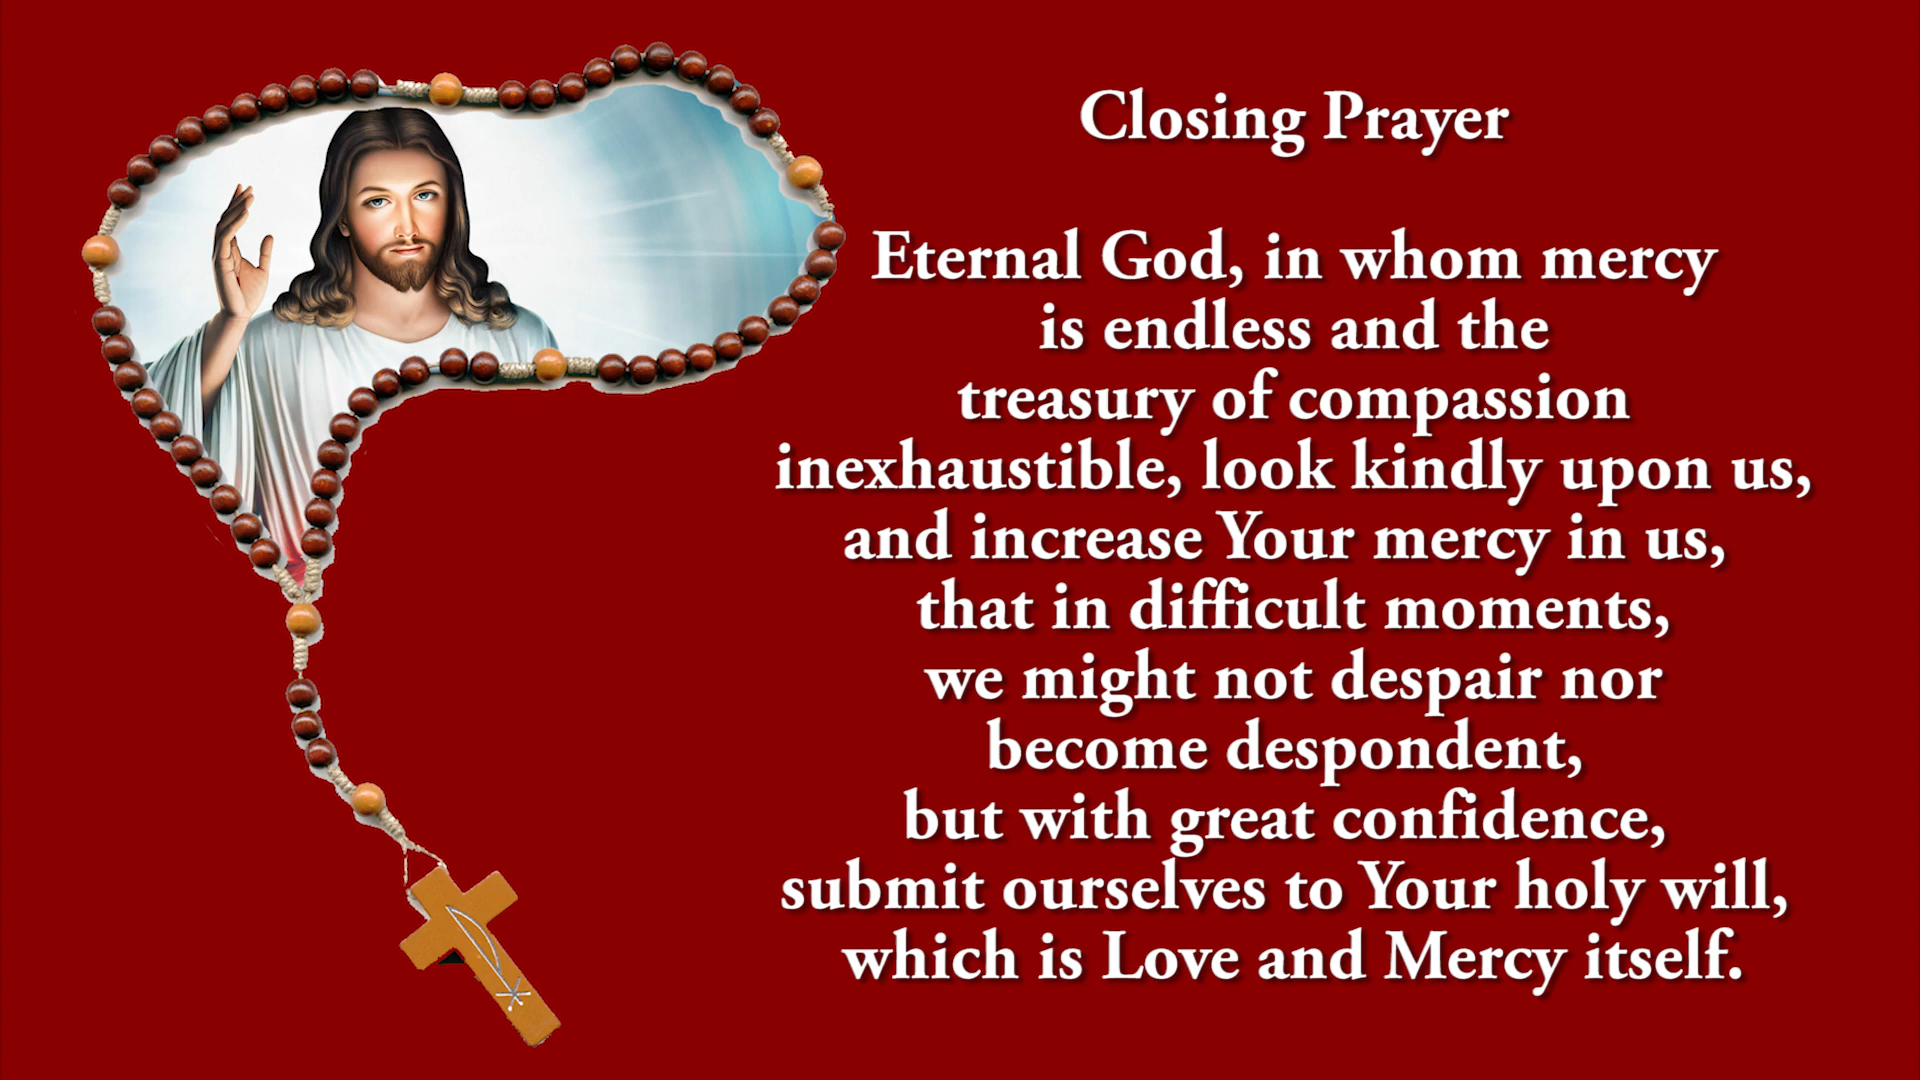 Closing Prayer
Eternal God, in whom mercy
is endless and the
treasury of compassion
inexhaustible, look kindly upon us,
and increase Your mercy in us,
that in difficult moments,
we might not despair nor
become despondent,
but with great confidence,
submit ourselves to Your holy will,
which is Love and Mercy itself.